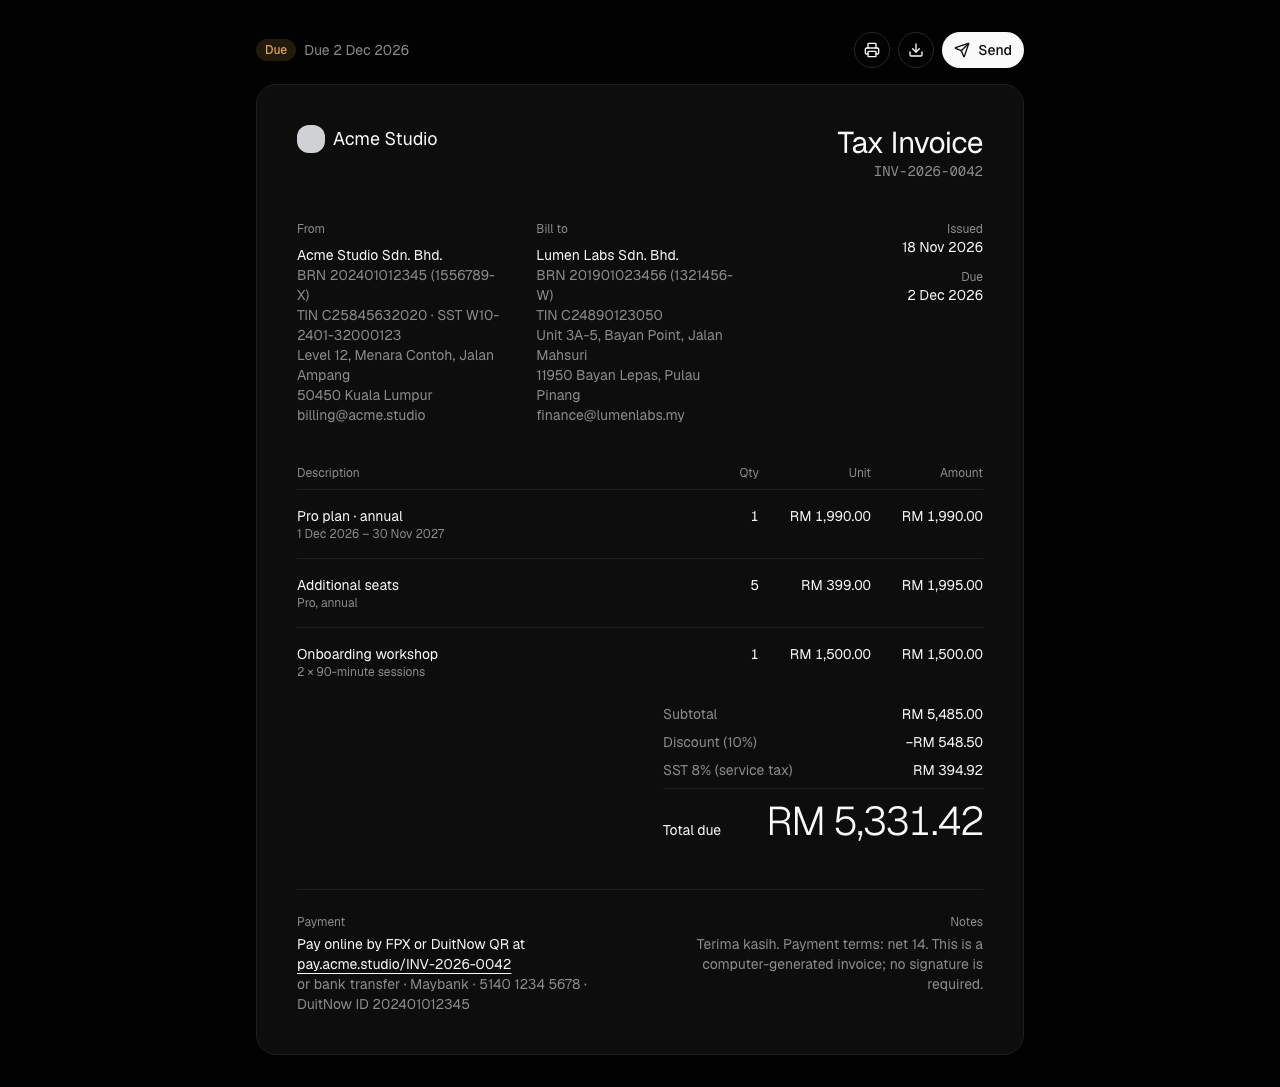 Due Due 2 Dec 2026 Send
Acme Studio
Tax Invoice
INV-2026-0042
From
Acme Studio Sdn. Bhd.
BRN 202401012345 (1556789-
X)
TIN C25845632020 · SST W10-
2401-32000123
Level 12, Menara Contoh, Jalan
Ampang
50450 Kuala Lumpur
billing@acme.studio
Bill to
Lumen Labs Sdn. Bhd.
BRN 201901023456 (1321456-
W)
TIN C24890123050
Unit 3A-5, Bayan Point, Jalan
Mahsuri
11950 Bayan Lepas, Pulau
Pinang
finance@lumenlabs.my
Issued
18 Nov 2026
Due
2 Dec 2026
Description Qty Unit Amount
Pro plan · annual 1 RM 1,990.00 RM 1,990.00
1 Dec 2026 – 30 Nov 2027
Additional seats 5 RM 399.00 RM 1,995.00
Pro, annual
Onboarding workshop 1 RM 1,500.00 RM 1,500.00
2 × 90-minute sessions
Subtotal RM 5,485.00
Discount (10%) −RM 548.50
SST 8% (service tax) RM 394.92
Total due RM 5,331.42
Payment
Pay online by FPX or DuitNow QR at
pay.acme.studio/INV-2026-0042
or bank transfer · Maybank · 5140 1234 5678 ·
DuitNow ID 202401012345
Notes
Terima kasih. Payment terms: net 14. This is a
computer-generated invoice; no signature is
required.